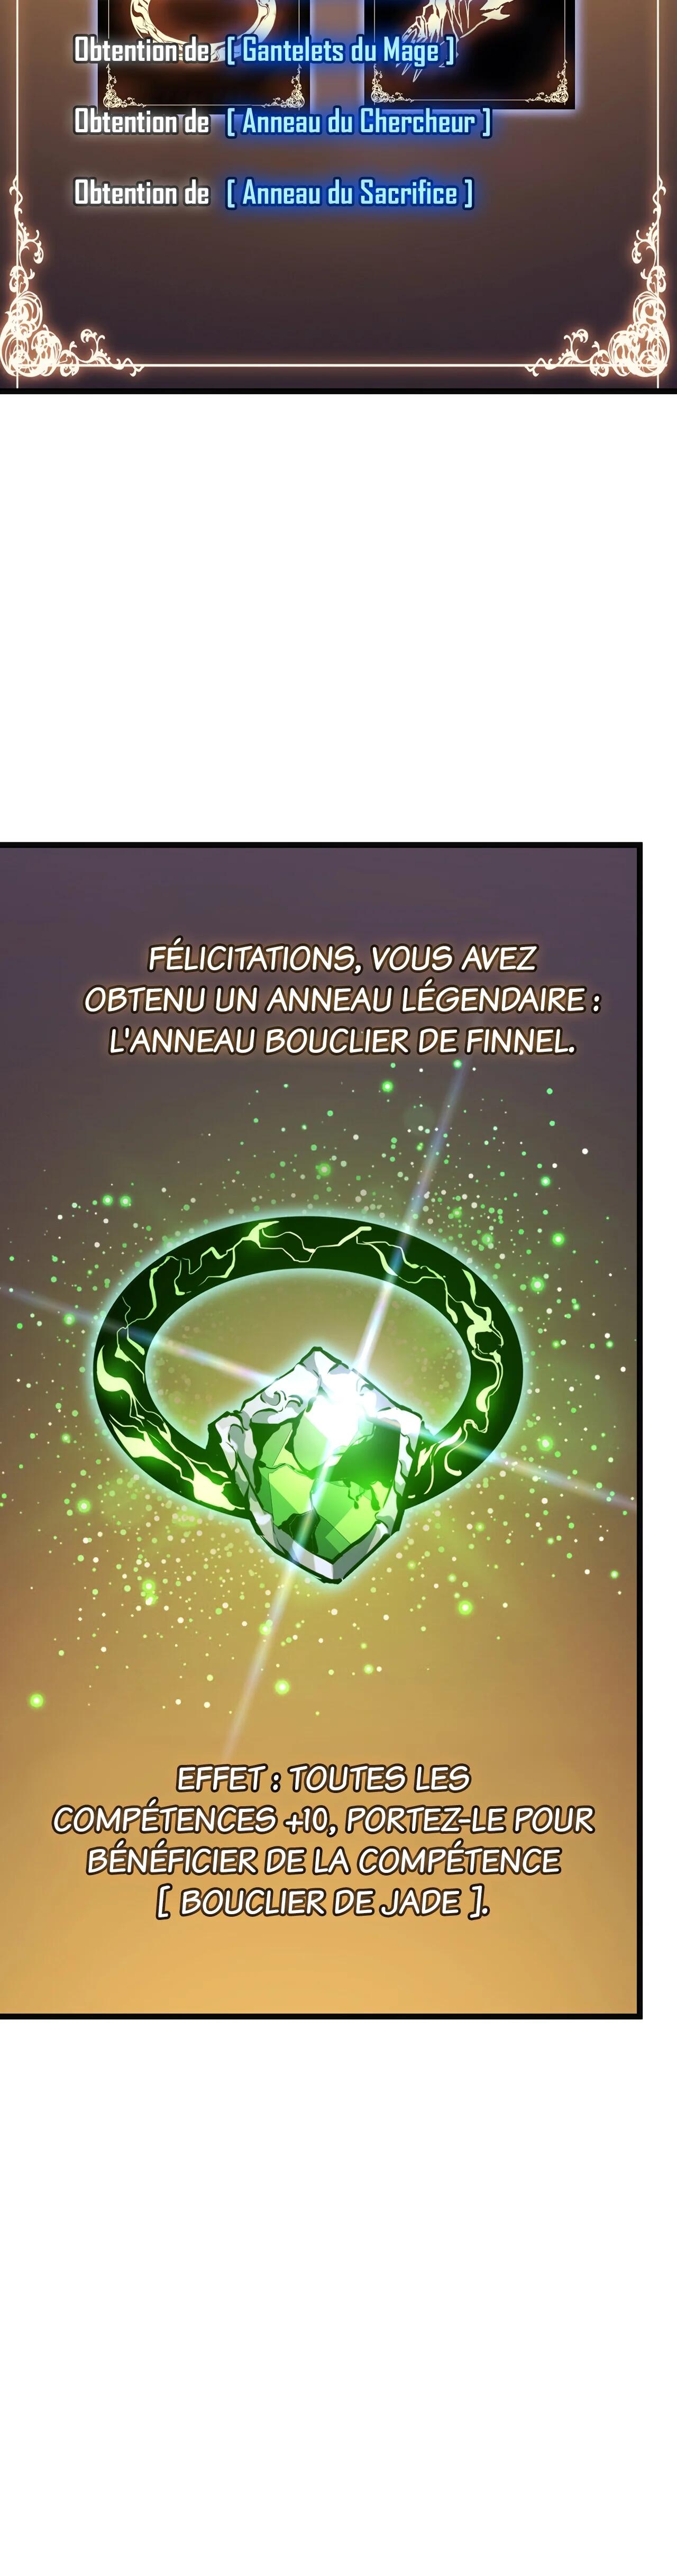 Obtention de [ Gantelets du Mage ]
Obtention de [ Anneau du Chercheur ]
Obtention de [ Anneau du Sacrifice ]
FÉLICITATIONS, VOUS AVEZ
OBTENU UN ANNEAU LÉGENDAIRE :
L'ANNEAU BOUCLIER DE FINNEL.
EFFET : TOUTES LES
COMPÉTENCES +10, PORTEZ-LE POUR
BÉNÉFICIER DE LA COMPÉTENCE
[ BOUCLIER DE JADE ].